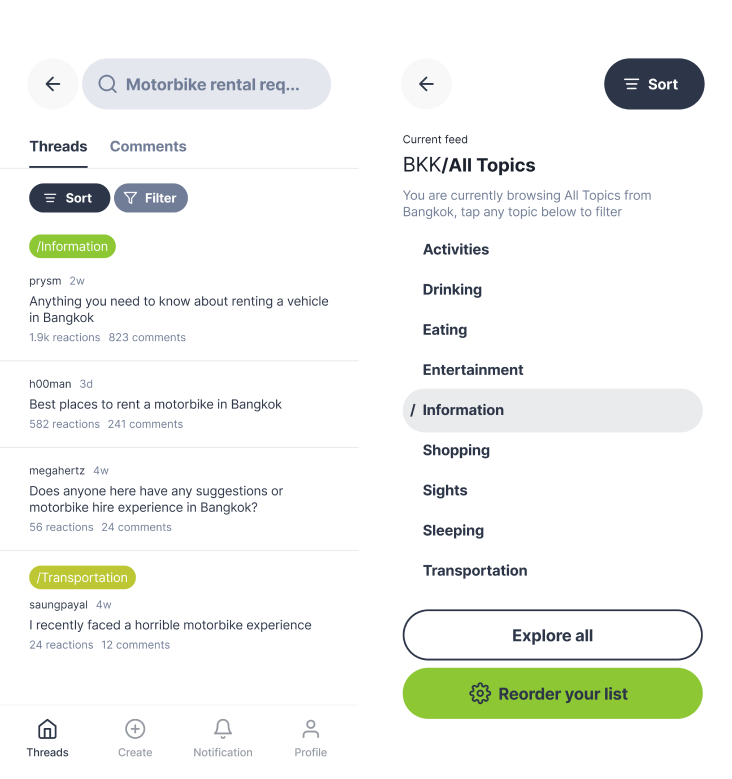 Motorbike rental req...
Threads
Comments
Sort
Filter
/Information
prysm 2w
Anything you need to know about renting a vehicle
in Bangkok
1.9k reactions 823 comments
h00man 3d
Best places to rent a motorbike in Bangkok
582 reactions 241 comments
megahertz 4w
Does anyone here have any suggestions or
motorbike hire experience in Bangkok?
56 reactions 24 comments
/Transportation
saungpayal 4w
I recently faced a horrible motorbike experience
24 reactions 12 comments
Threads
Create
Notification
Profile
Sort
Current feed
BKK/All Topics
You are currently browsing All Topics from
Bangkok, tap any topic below to filter
Activities
Drinking
Eating
Entertainment
/ Information
Shopping
Sights
Sleeping
Transportation
Explore all
Reorder your list